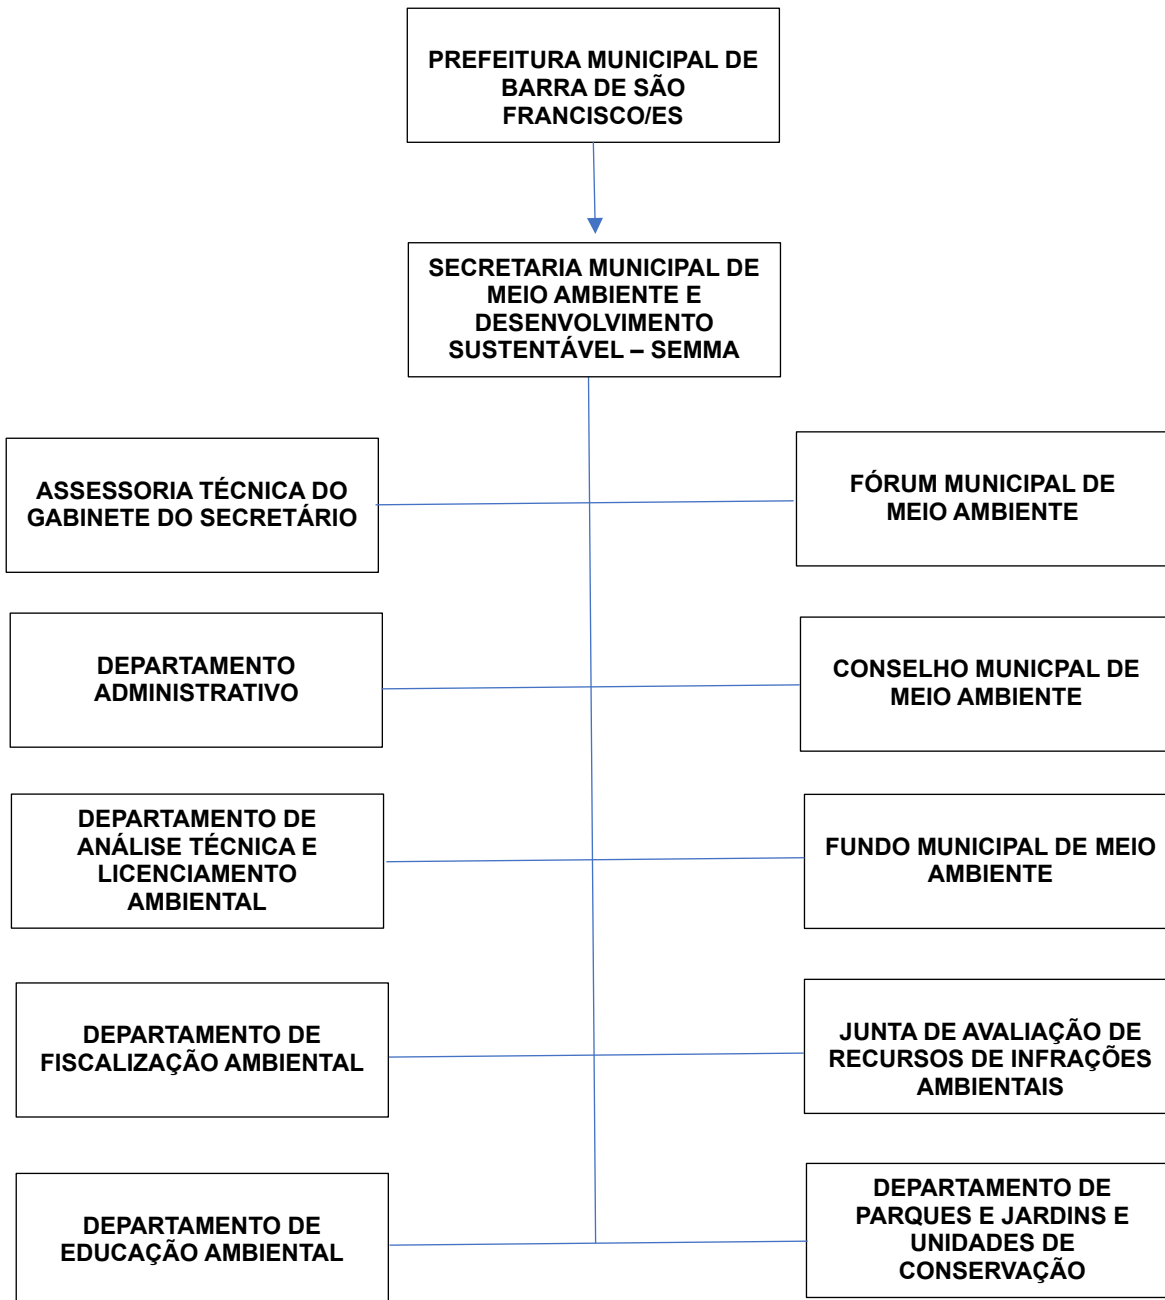 PREFEITURA MUNICIPAL DE
BARRA DE SÃO
FRANCISCO/ES
SECRETARIA MUNICIPAL DE
MEIO AMBIENTE E
DESENVOLVIMENTO
SUSTENTÁVEL – SEMMA
ASSESSORIA TÉCNICA DO
GABINETE DO SECRETÁRIO
FÓRUM MUNICIPAL DE
MEIO AMBIENTE
DEPARTAMENTO
ADMINISTRATIVO
CONSELHO MUNICPAL DE
MEIO AMBIENTE
DEPARTAMENTO DE
ANÁLISE TÉCNICA E
LICENCIAMENTO
AMBIENTAL
FUNDO MUNICIPAL DE MEIO
AMBIENTE
DEPARTAMENTO DE
FISCALIZAÇÃO AMBIENTAL
JUNTA DE AVALIAÇÃO DE
RECURSOS DE INFRAÇÕES
AMBIENTAIS
DEPARTAMENTO DE
EDUCAÇÃO AMBIENTAL
DEPARTAMENTO DE
PARQUES E JARDINS E
UNIDADES DE
CONSERVAÇÃO